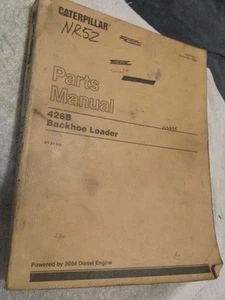 CATERPILLAR
NR52
Parts
Manual
426B
Backhoe Loader
Powered by 3054 Diesel Engine